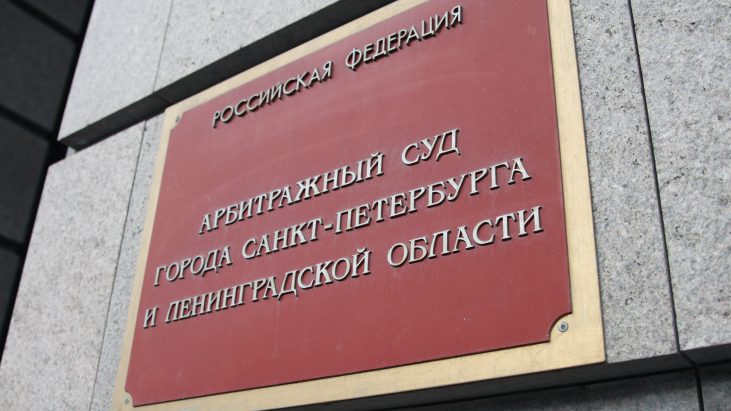 РОССИЙСКАЯ ФЕДЕРАЦИЯ
АРБИТРАЖНЫЙ СУД
ГОРОДА САНКТ-ПЕТЕРБУРГА
И ЛЕНИНГРАДСКОЙ ОБЛАСТИ